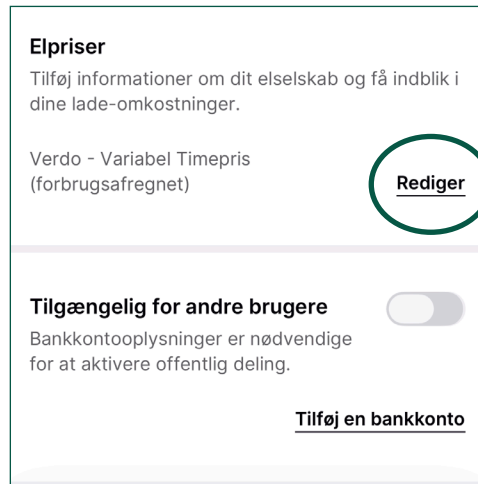 Elpriser
Tilføj informationer om dit elselskab og få indblik i
dine lade-omkostninger.
Verdo - Variabel Timepris
(forbrugsafregnet)
Rediger
Tilgængelig for andre brugere
Bankkontooplysninger er nødvendige
for at aktivere offentlig deling.
Tilføj en bankkonto